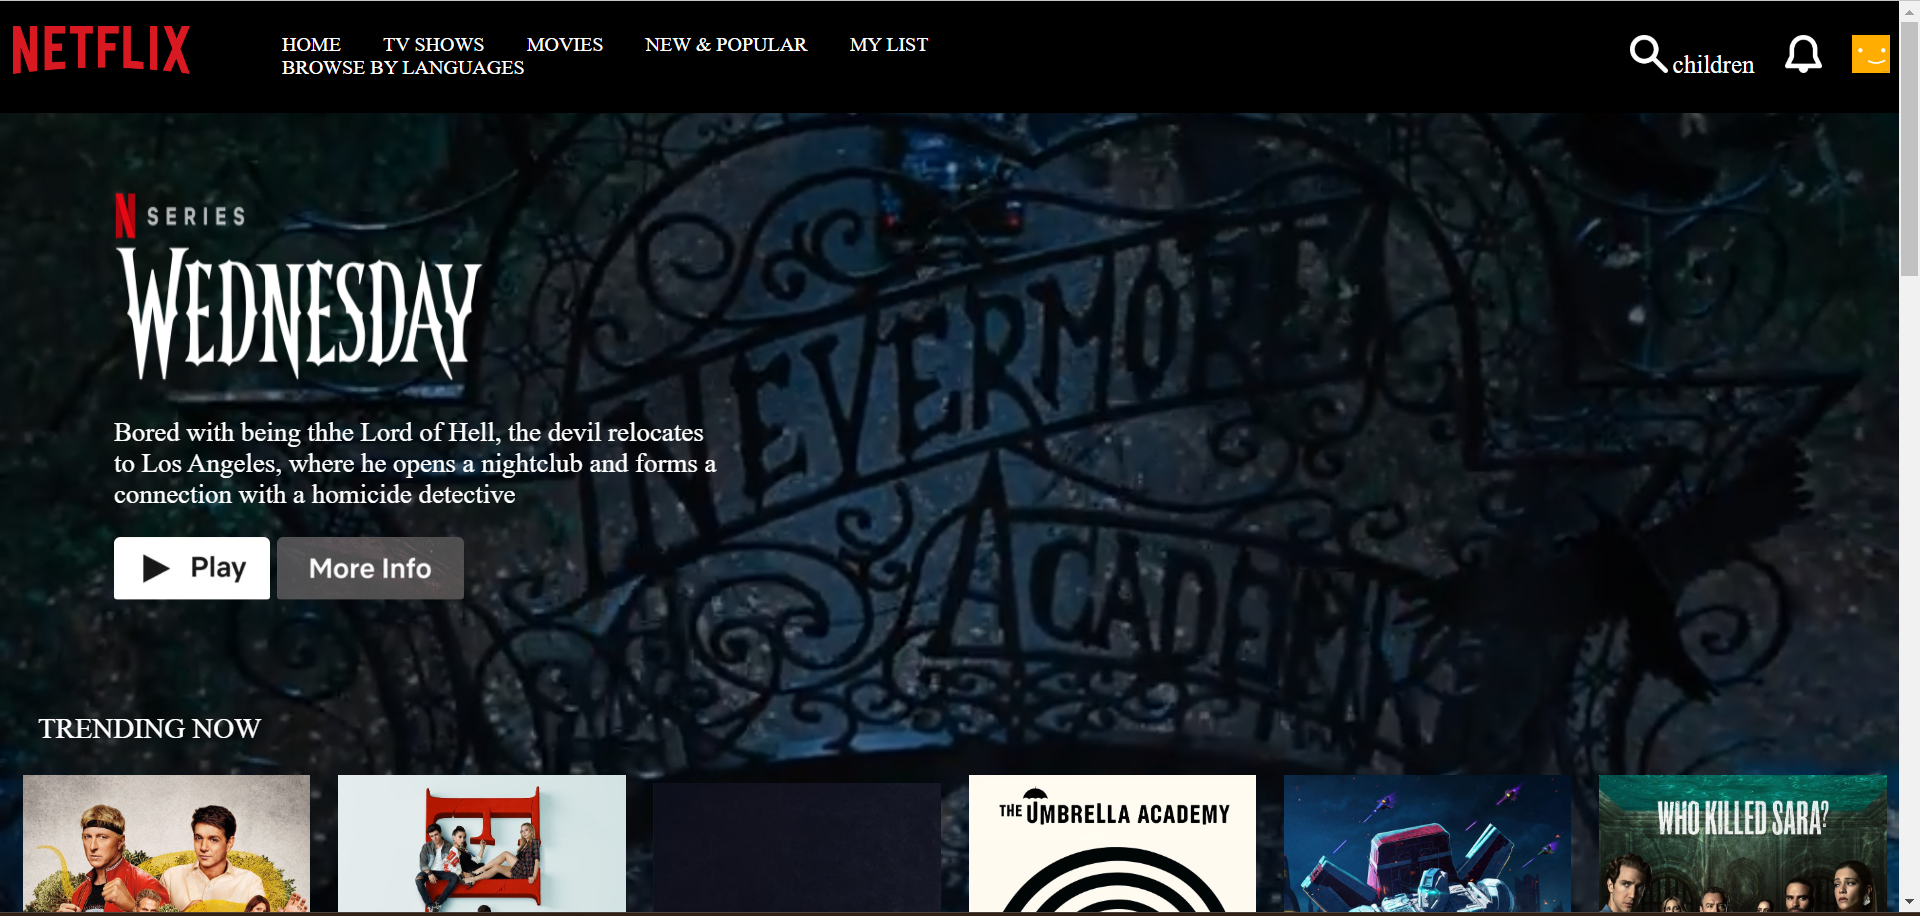 NETFLIX
HOME TV SHOWS MOVIES NEW & POPULAR MY LIST
BROWSE BY LANGUAGES
children
N SERIES
WEDNESDAY
NEVERMORE
ACADEMY
Bored with being thhe Lord of Hell, the devil relocates
to Los Angeles, where he opens a nightclub and forms a
connection with a homicide detective
Play More Info
TRENDING NOW
THE UMBRELLA ACADEMY
WHO KILLED SARA?